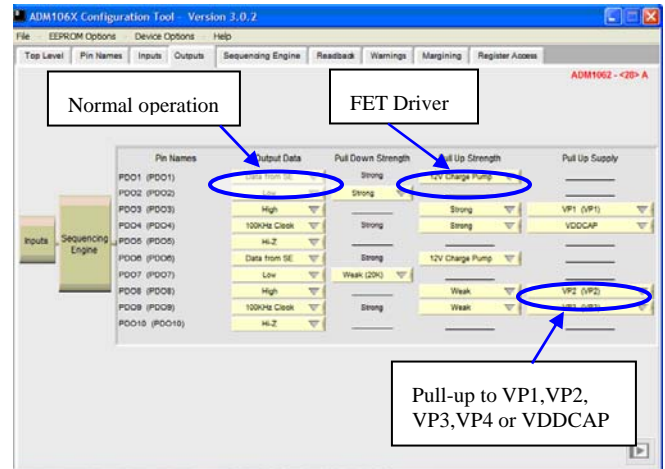 ADM106X Configuration Tool - Version 3.0.2
File EEPROM Options Device Options Help
Top Level Pin Names Inputs Outputs Sequencing Engine Readback Warnings Margining Register Access
ADM1062 - <20> A
Normal operation
FET Driver
Pin Names Output Data Pull Down Strength Pull Up Strength Pull Up Supply
PDO1 (PDO1) Data from SE Strong 12V Charge Pump
PDO2 (PDO2) Low Strong
PDO3 (PDO3) High Strong VP1 (VP1)
PDO4 (PDO4) 100KHz Clock Strong Strong VDDCAP
PDO5 (PDO5) Hi-Z
PDO6 (PDO6) Data from SE Strong 12V Charge Pump
PDO7 (PDO7) Low Weak (20K)
PDO8 (PDO8) High Weak VP2 (VP2)
PDO9 (PDO9) 100KHz Clock Strong Weak
PDO10 (PDO10) Hi-Z
Inputs
Sequencing
Engine
Pull-up to VP1,VP2,
VP3,VP4 or VDDCAP